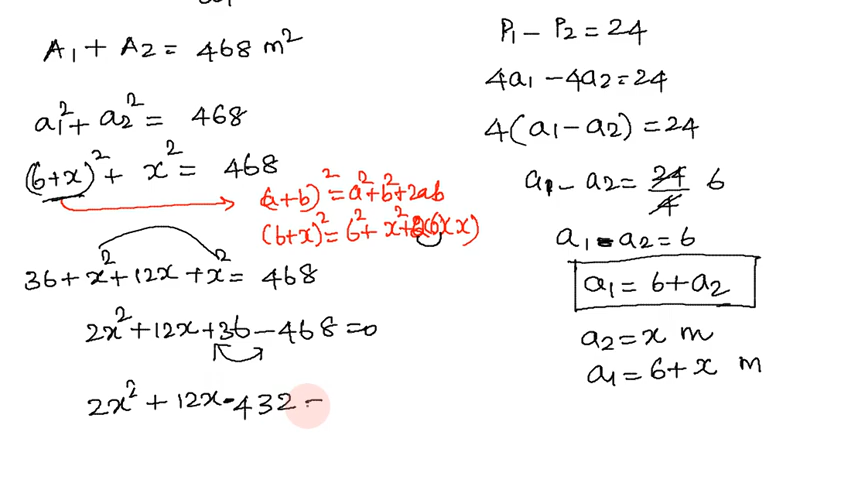 A₁ + A₂ = 468 m²
a₁² + a₂² = 468
(6+x)² + x² = 468
(a+b)² = a²+b²+2ab
(6+x)² = 6²+x²+2(6)(x)
36+x²+12x+x² = 468
2x²+12x+36-468=0
2x²+12x-432=
P₁ - P₂ = 24
4a₁ - 4a₂ = 24
4(a₁ - a₂) = 24
a₁ - a₂ = 24/4 6
a₁ - a₂ = 6
a₁ = 6+a₂
a₂ = x m
a₁ = 6+x m